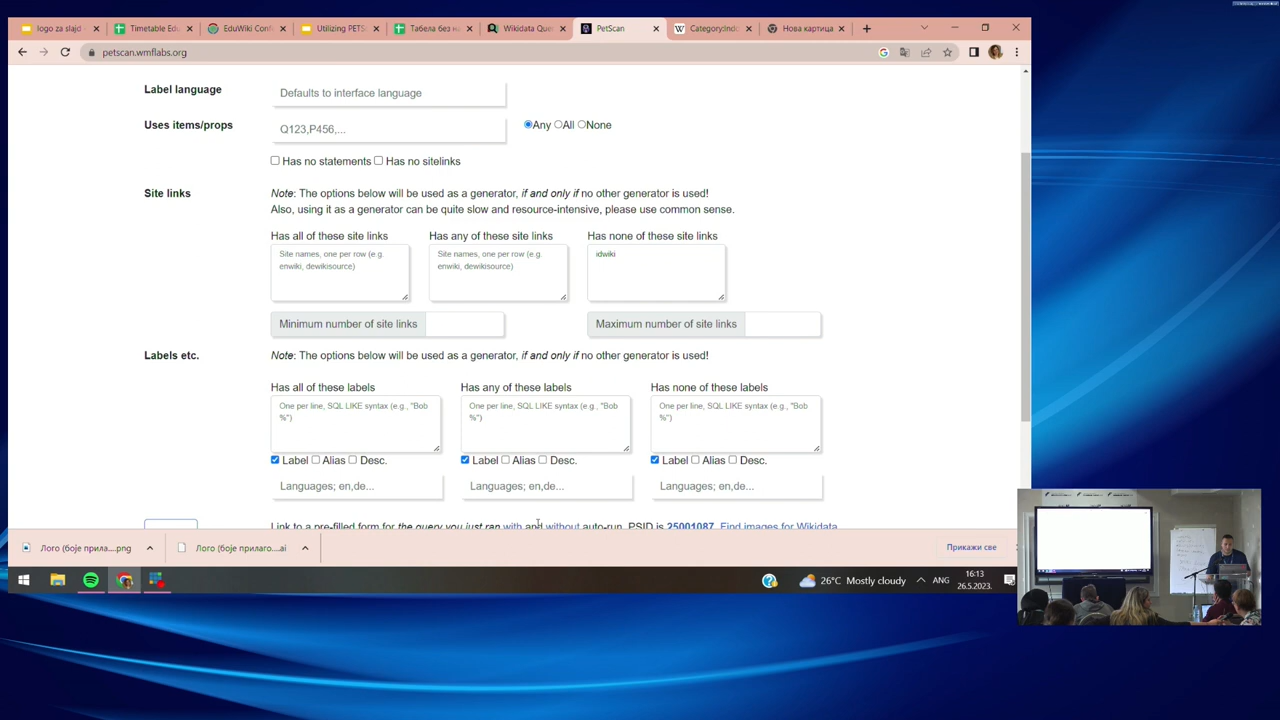 logo za slajd
Timetable Edu
EduWiki Conf
Utilizing PETS
Табела без на
Wikidata Que
PetScan
Category:Indo
Нова картица
petscan.wmflabs.org
Label language
Defaults to interface language
Uses items/props
Q123,P456,...
Any All None
Has no statements Has no sitelinks
Site links
Note: The options below will be used as a generator, if and only if no other generator is used!
Also, using it as a generator can be quite slow and resource-intensive, please use common sense.
Has all of these site links
Has any of these site links
Has none of these site links
Site names, one per row (e.g.
enwiki, dewikisource)
Site names, one per row (e.g.
enwiki, dewikisource)
idwiki
Minimum number of site links
Maximum number of site links
Labels etc.
Note: The options below will be used as a generator, if and only if no other generator is used!
Has all of these labels
Has any of these labels
Has none of these labels
One per line, SQL LIKE syntax (e.g., "Bob
%")
One per line, SQL LIKE syntax (e.g., "Bob
%")
One per line, SQL LIKE syntax (e.g., "Bob
%")
Label Alias Desc.
Label Alias Desc.
Label Alias Desc.
Languages; en,de...
Languages; en,de...
Languages; en,de...
Link to a pre-filled form for the query you just ran with and without auto-run. PSID is 25001087. Find images for Wikidata
Лого (боје прила....png
Лого (боје прилаго....ai
Прикажи све
26°C Mostly cloudy
ENG
16:13
26.5.2023.